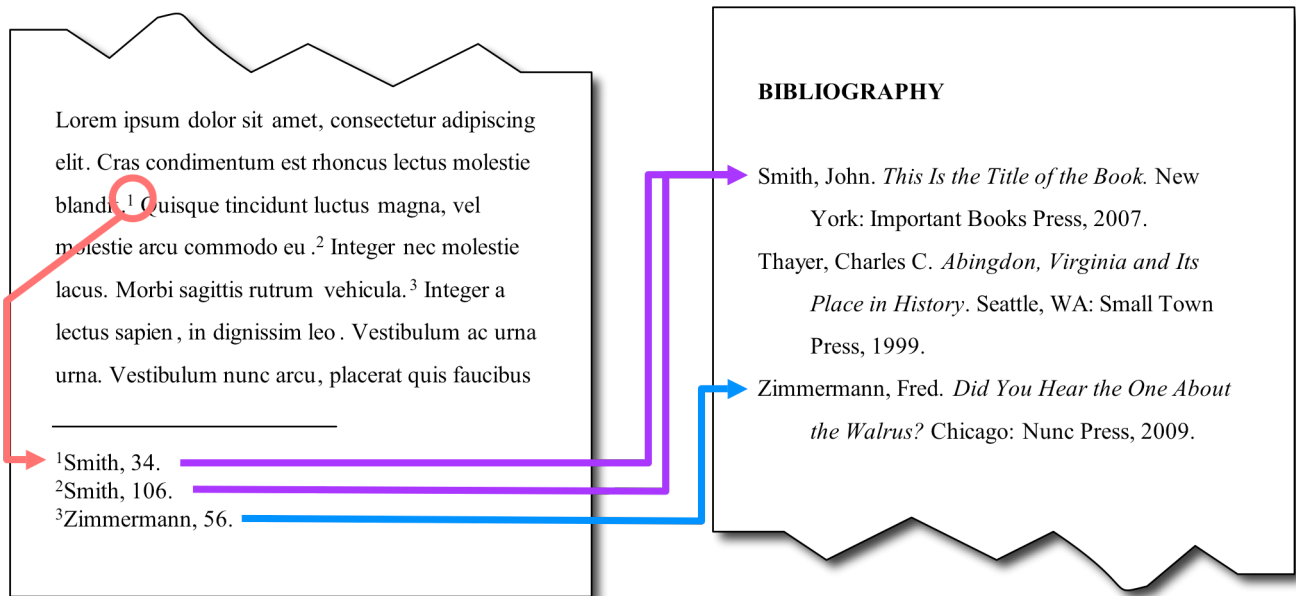 Lorem ipsum dolor sit amet, consectetur adipiscing
elit. Cras condimentum est rhoncus lectus molestie
blandit.¹ Quisque tincidunt luctus magna, vel
molestie arcu commodo eu .² Integer nec molestie
lacus. Morbi sagittis rutrum vehicula.³ Integer a
lectus sapien, in dignissim leo. Vestibulum ac urna
urna. Vestibulum nunc arcu, placerat quis faucibus
¹Smith, 34.
²Smith, 106.
³Zimmermann, 56.
BIBLIOGRAPHY
Smith, John. This Is the Title of the Book. New
York: Important Books Press, 2007.
Thayer, Charles C. Abingdon, Virginia and Its
Place in History. Seattle, WA: Small Town
Press, 1999.
Zimmermann, Fred. Did You Hear the One About
the Walrus? Chicago: Nunc Press, 2009.